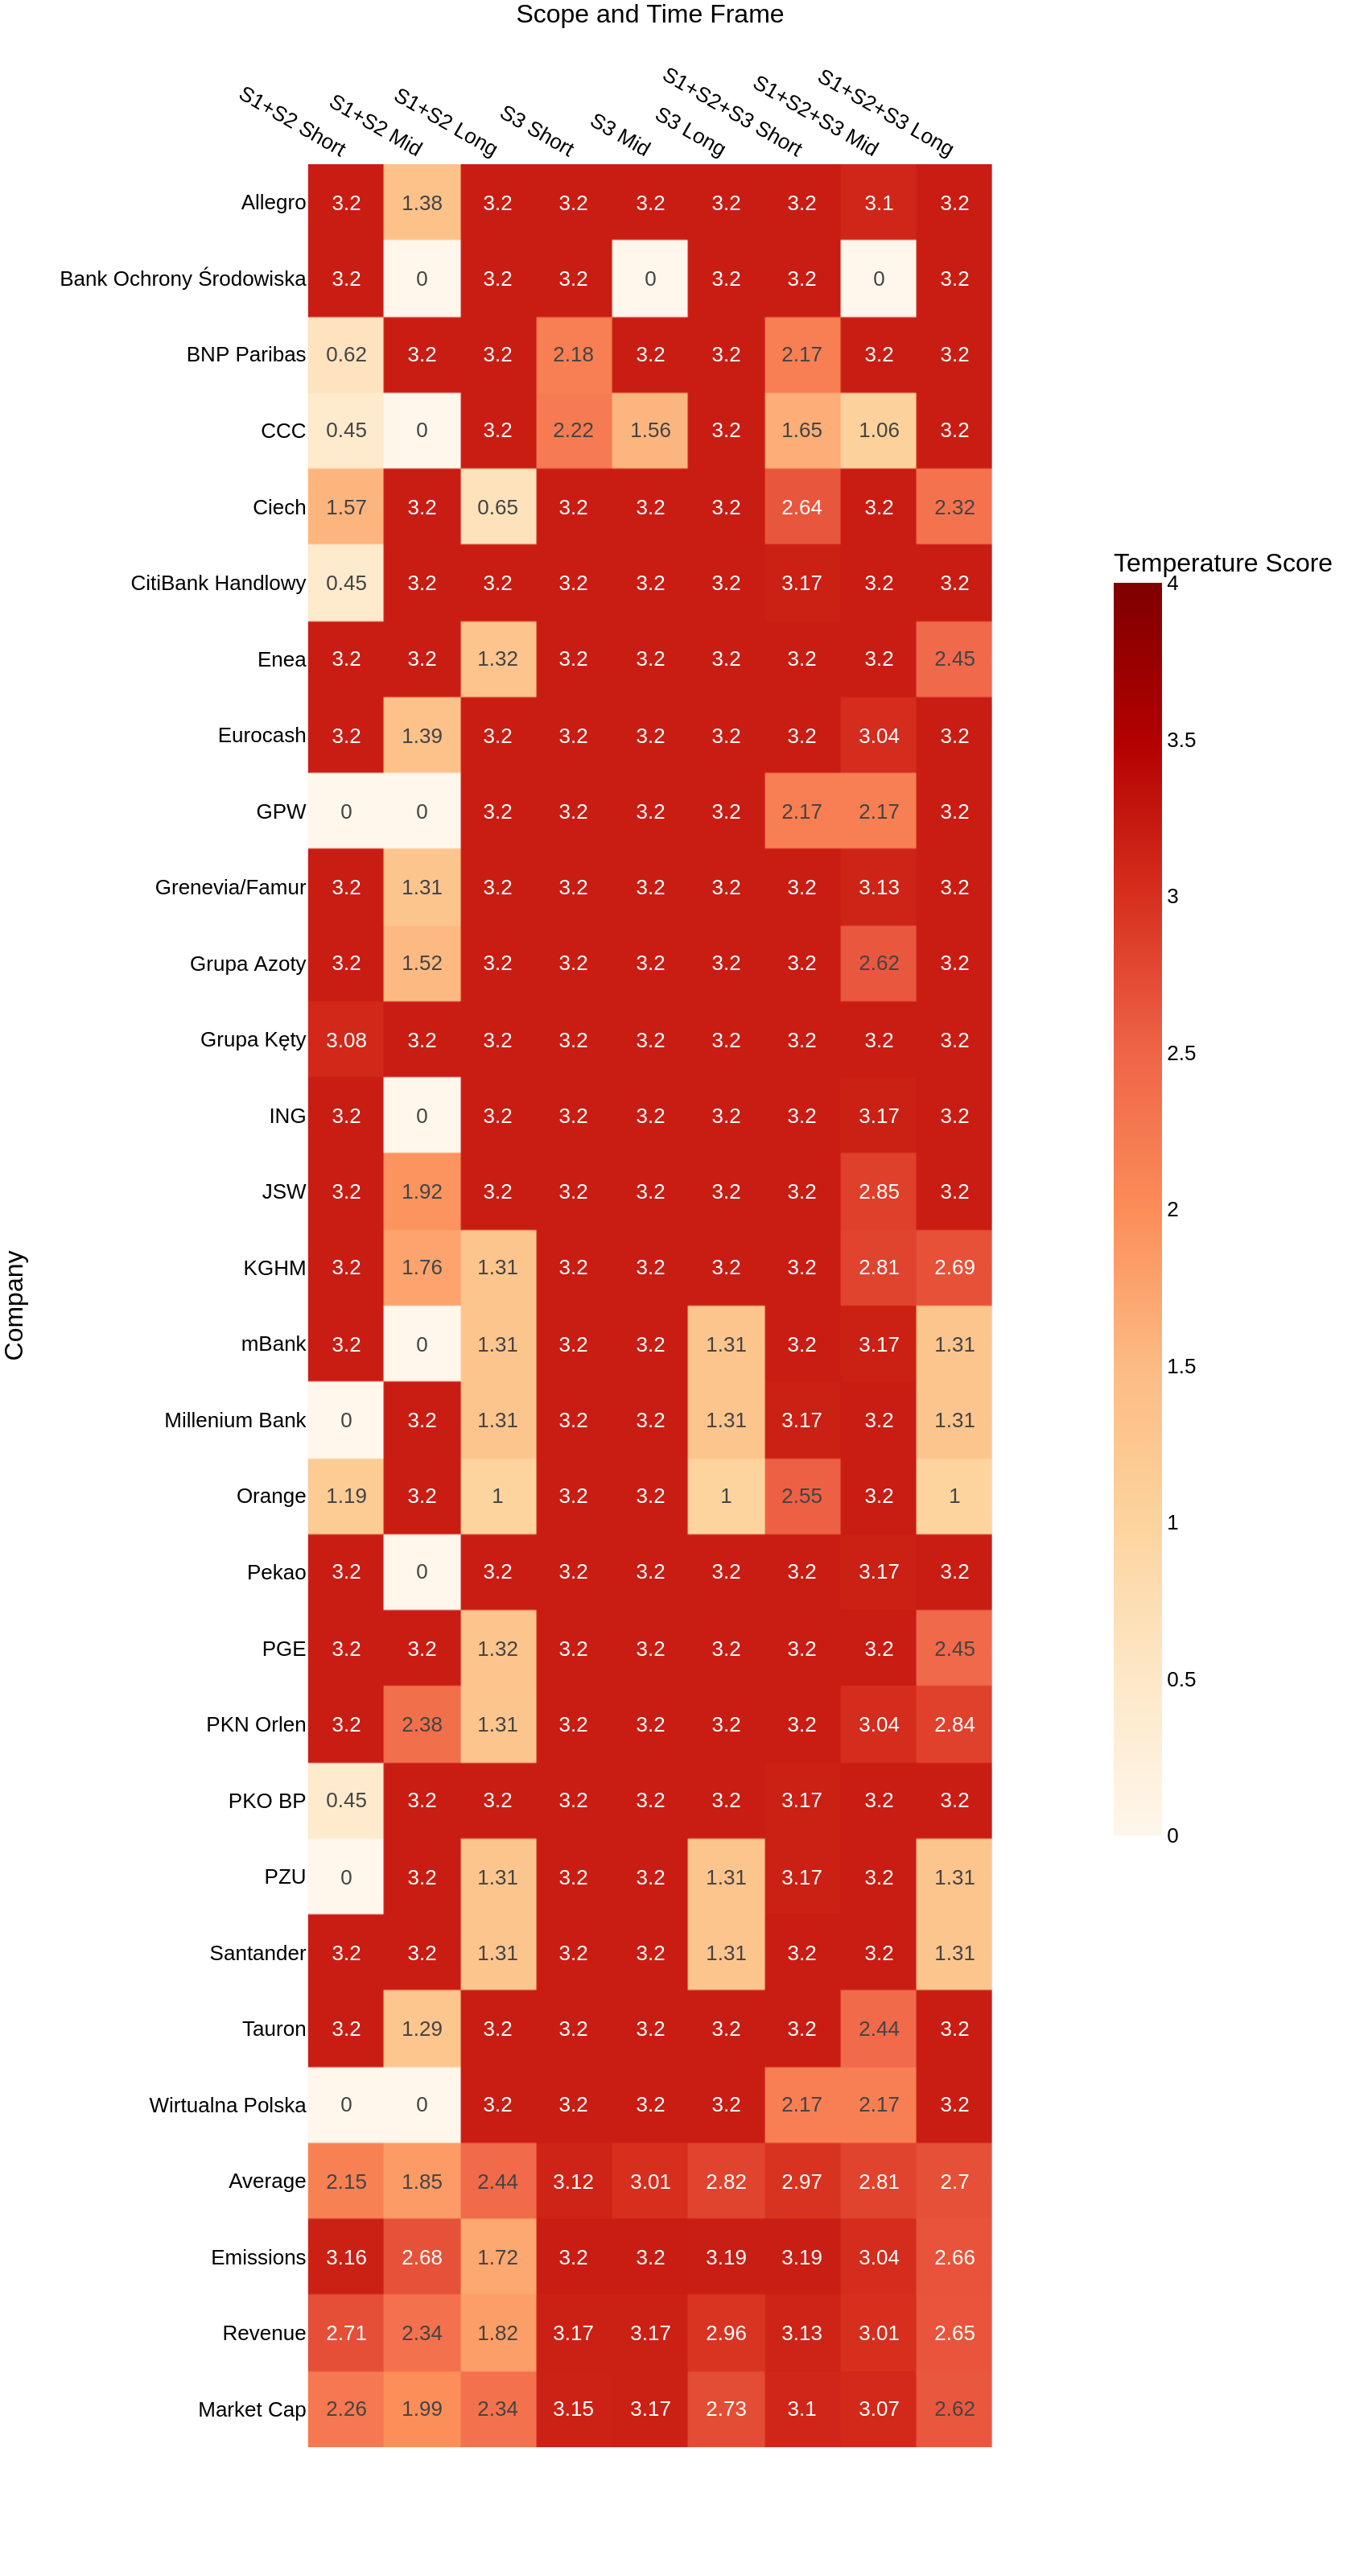 Scope and Time Frame
S1+S2 Short S1+S2 Mid S1+S2 Long S3 Short S3 Mid S3 Long S1+S2+S3 Short S1+S2+S3 Mid S1+S2+S3 Long
Allegro 3.2 1.38 3.2 3.2 3.2 3.2 3.2 3.1 3.2
Bank Ochrony Środowiska 3.2 0 3.2 3.2 0 3.2 3.2 0 3.2
BNP Paribas 0.62 3.2 3.2 2.18 3.2 3.2 2.17 3.2 3.2
CCC 0.45 0 3.2 2.22 1.56 3.2 1.65 1.06 3.2
Ciech 1.57 3.2 0.65 3.2 3.2 3.2 2.64 3.2 2.32
CitiBank Handlowy 0.45 3.2 3.2 3.2 3.2 3.2 3.17 3.2 3.2
Enea 3.2 3.2 1.32 3.2 3.2 3.2 3.2 3.2 2.45
Eurocash 3.2 1.39 3.2 3.2 3.2 3.2 3.2 3.04 3.2
GPW 0 0 3.2 3.2 3.2 3.2 2.17 2.17 3.2
Grenevia/Famur 3.2 1.31 3.2 3.2 3.2 3.2 3.2 3.13 3.2
Grupa Azoty 3.2 1.52 3.2 3.2 3.2 3.2 3.2 2.62 3.2
Grupa Kęty 3.08 3.2 3.2 3.2 3.2 3.2 3.2 3.2 3.2
ING 3.2 0 3.2 3.2 3.2 3.2 3.2 3.17 3.2
JSW 3.2 1.92 3.2 3.2 3.2 3.2 3.2 2.85 3.2
KGHM 3.2 1.76 1.31 3.2 3.2 3.2 3.2 2.81 2.69
mBank 3.2 0 1.31 3.2 3.2 1.31 3.2 3.17 1.31
Millenium Bank 0 3.2 1.31 3.2 3.2 1.31 3.17 3.2 1.31
Orange 1.19 3.2 1 3.2 3.2 1 2.55 3.2 1
Pekao 3.2 0 3.2 3.2 3.2 3.2 3.2 3.17 3.2
PGE 3.2 3.2 1.32 3.2 3.2 3.2 3.2 3.2 2.45
PKN Orlen 3.2 2.38 1.31 3.2 3.2 3.2 3.2 3.04 2.84
PKO BP 0.45 3.2 3.2 3.2 3.2 3.2 3.17 3.2 3.2
PZU 0 3.2 1.31 3.2 3.2 1.31 3.17 3.2 1.31
Santander 3.2 3.2 1.31 3.2 3.2 1.31 3.2 3.2 1.31
Tauron 3.2 1.29 3.2 3.2 3.2 3.2 3.2 2.44 3.2
Wirtualna Polska 0 0 3.2 3.2 3.2 3.2 2.17 2.17 3.2
Average 2.15 1.85 2.44 3.12 3.01 2.82 2.97 2.81 2.7
Emissions 3.16 2.68 1.72 3.2 3.2 3.19 3.19 3.04 2.66
Revenue 2.71 2.34 1.82 3.17 3.17 2.96 3.13 3.01 2.65
Market Cap 2.26 1.99 2.34 3.15 3.17 2.73 3.1 3.07 2.62
Company
Temperature Score
4
3.5
3
2.5
2
1.5
1
0.5
0